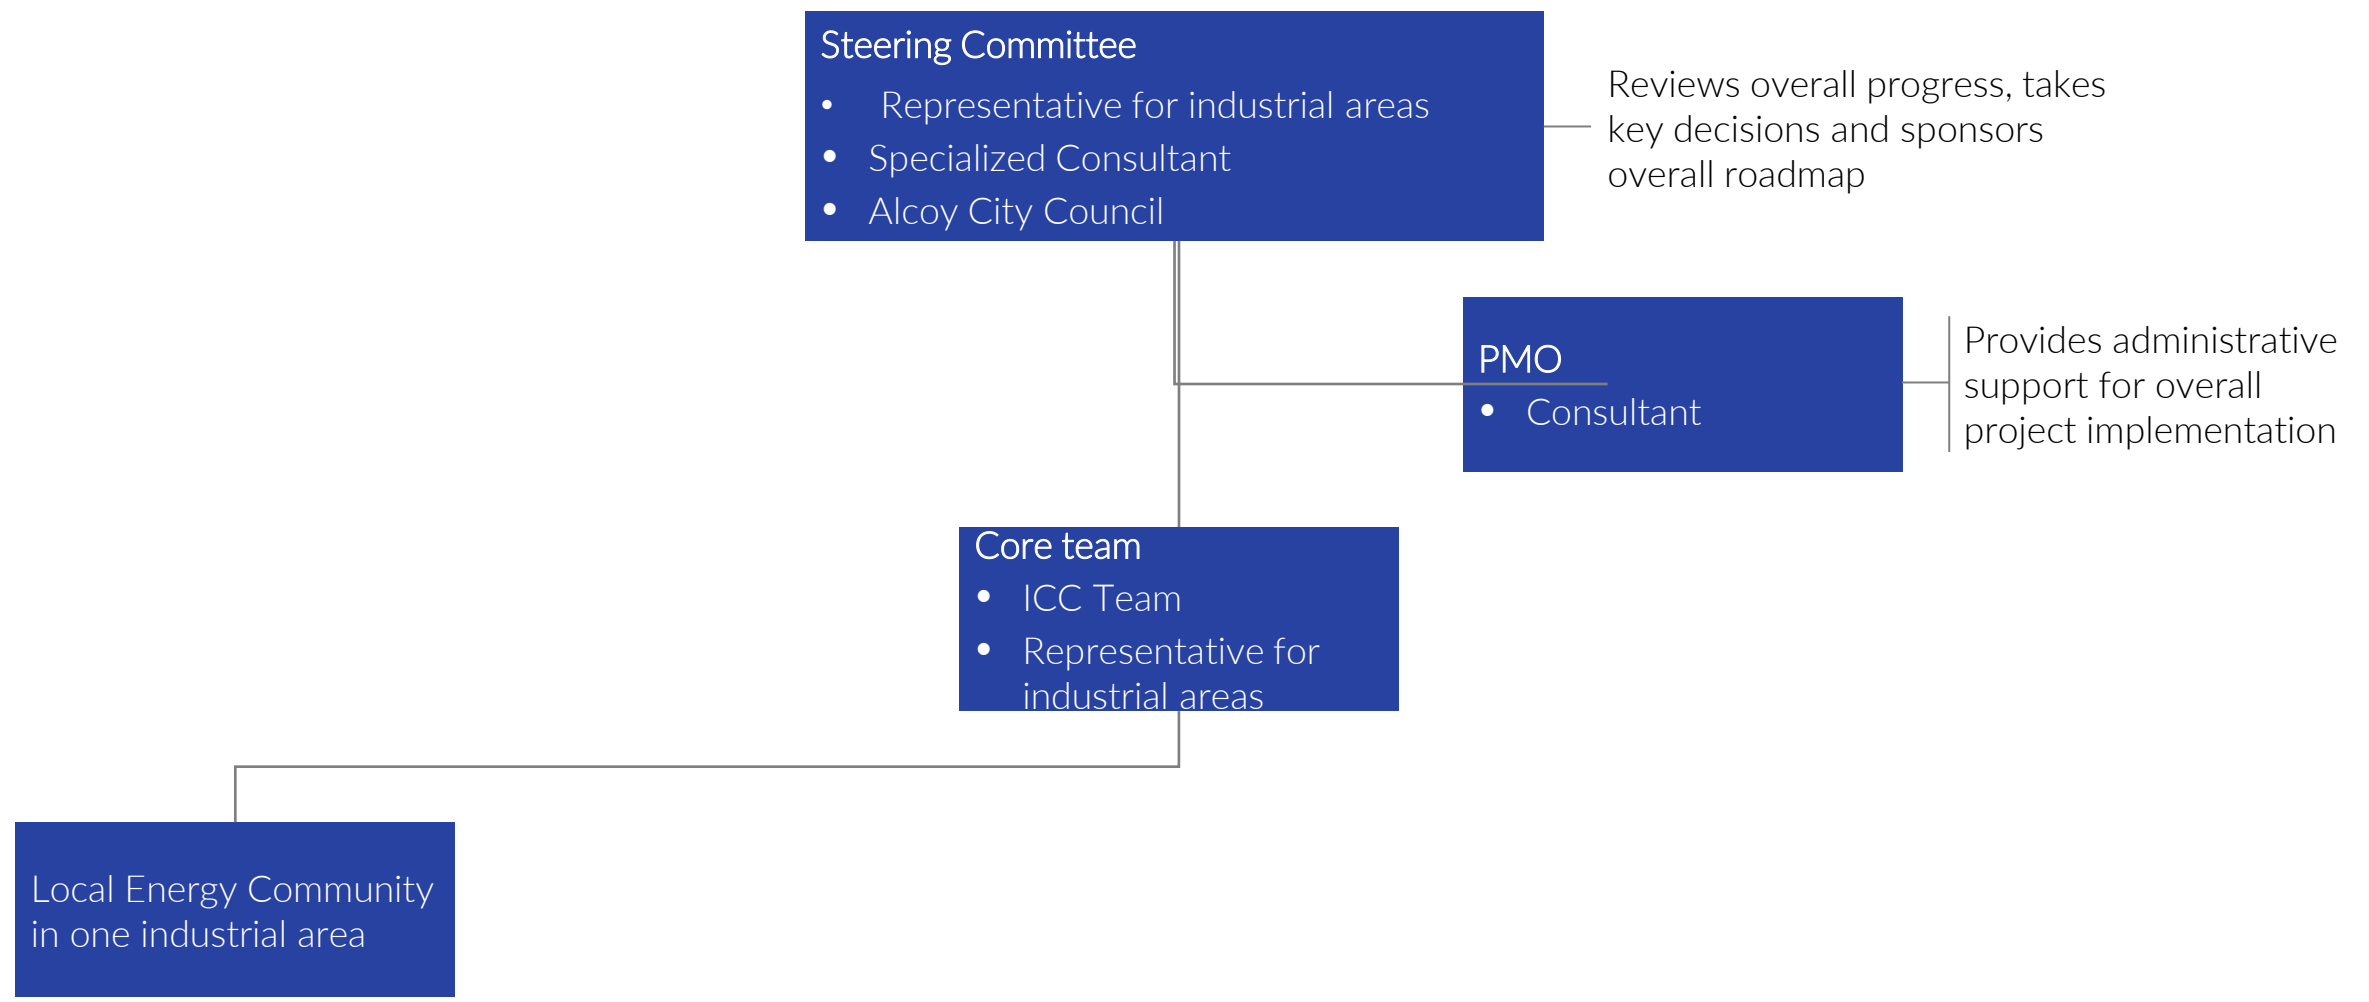 Steering Committee
• Representative for industrial areas
• Specialized Consultant
• Alcoy City Council
Reviews overall progress, takes
key decisions and sponsors
overall roadmap
PMO
• Consultant
Provides administrative
support for overall
project implementation
Core team
• ICC Team
• Representative for
industrial areas
Local Energy Community
in one industrial area